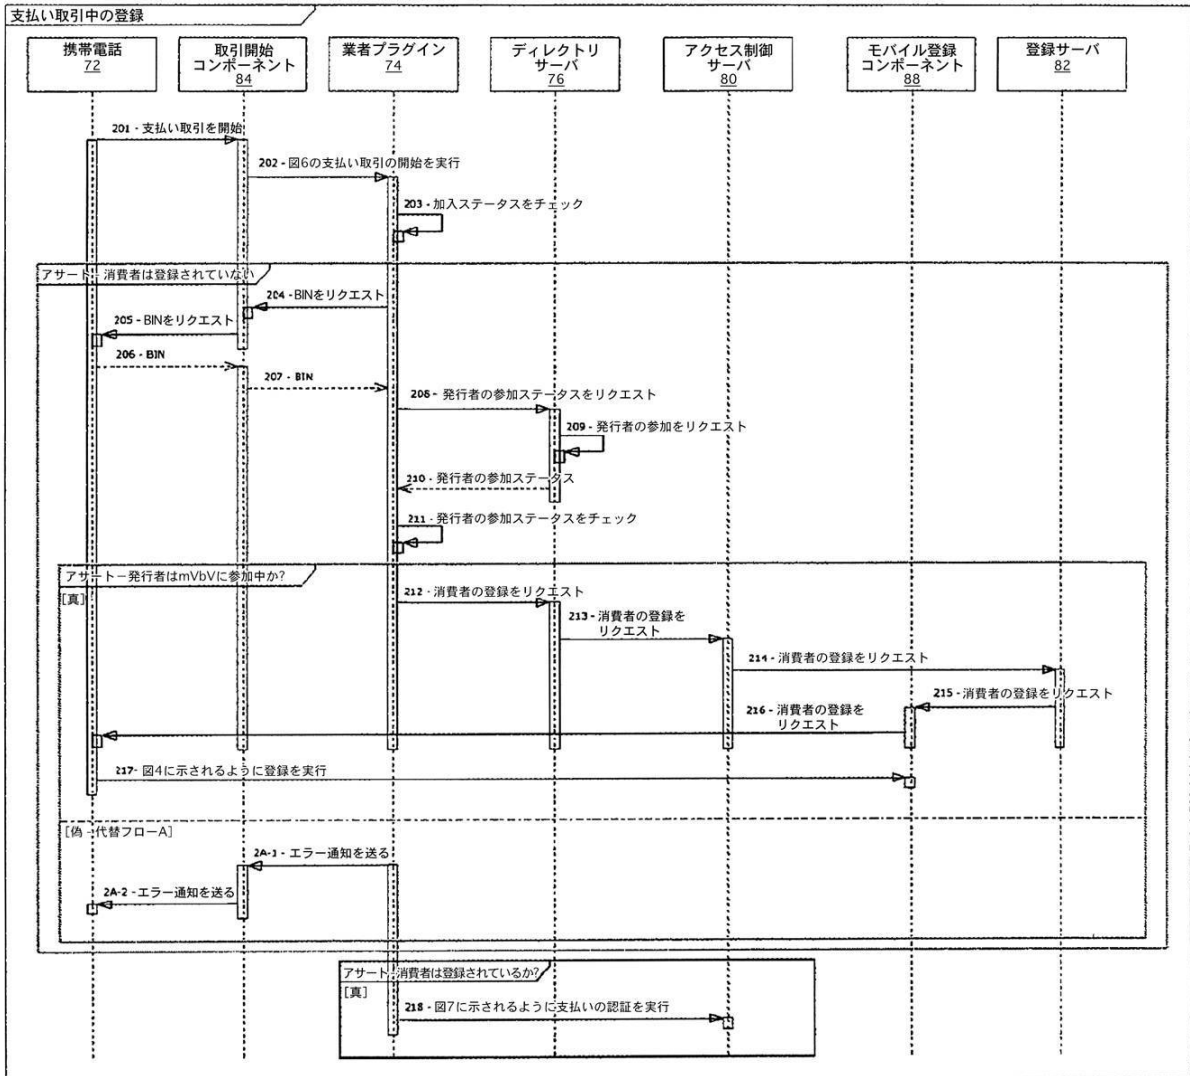 支払い取引中の登録
携帯電話
72
取引開始
コンポーネント
84
業者プラグイン
74
ディレクトリ
サーバ
76
アクセス制御
サーバ
80
モバイル登録
コンポーネント
88
登録サーバ
82
201 - 支払い取引を開始
202 - 図6の支払い取引の開始を実行
203 - 加入ステータスをチェック
アサート - 消費者は登録されていない
204 - BINをリクエスト
205 - BINをリクエスト
206 - BIN
207 - BIN
208 - 発行者の参加ステータスをリクエスト
209 - 発行者の参加をリクエスト
210 - 発行者の参加ステータス
211 - 発行者の参加ステータスをチェック
アサート - 発行者はmVbVに参加中か?
[真]
212 - 消費者の登録をリクエスト
213 - 消費者の登録を
リクエスト
214 - 消費者の登録をリクエスト
215 - 消費者の登録をリクエスト
216 - 消費者の登録を
リクエスト
217 - 図4に示されるように登録を実行
[偽 - 代替フローA]
2A-1 - エラー通知を送る
2A-2 - エラー通知を送る
アサート - 消費者は登録されているか?
[真]
218 - 図7に示されるように支払いの認証を実行